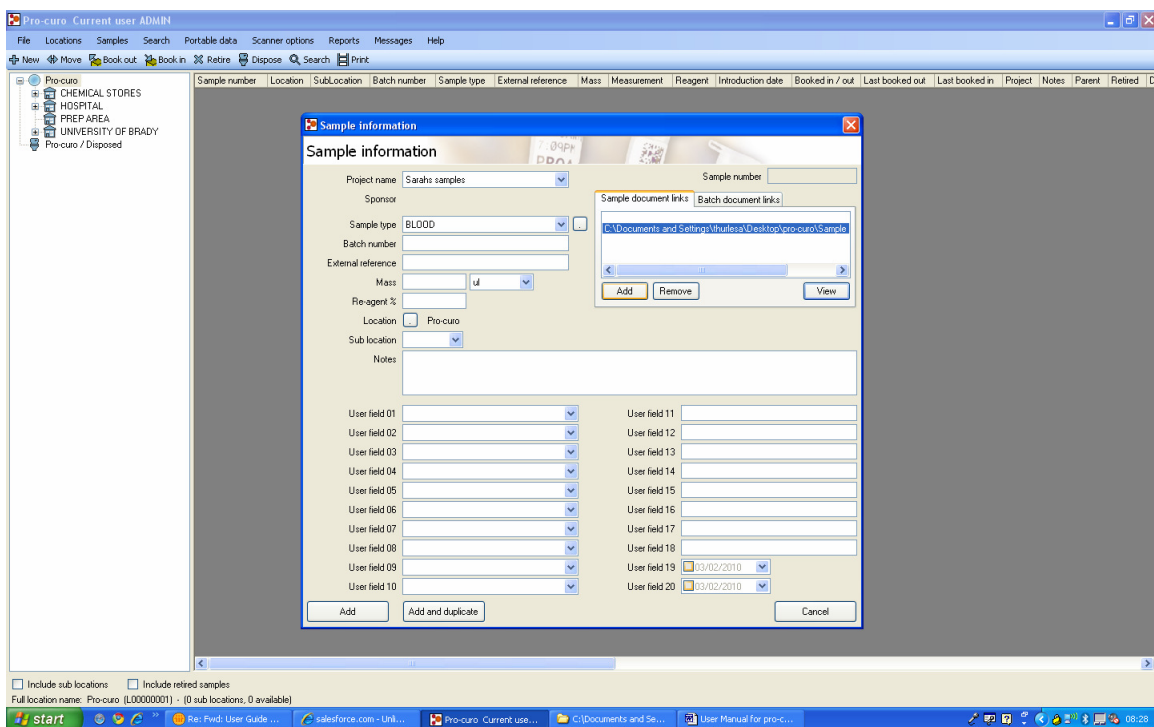 Pro-curo Current user ADMIN
File Locations Samples Search Portable data Scanner options Reports Messages Help
New Move Book out Book in Retire Dispose Search Print
Pro-curo
CHEMICAL STORES
HOSPITAL
PREP AREA
UNIVERSITY OF BRADY
Pro-curo / Disposed
Sample number Location SubLocation Batch number Sample type External reference Mass Measurement Reagent Introduction date Booked in / out Last booked out Last booked in Project Notes Parent Retired
Sample information
Sample information
Project name Sarahs samples
Sample number
Sponsor
Sample document links Batch document links
Sample type BLOOD .
C:\Documents and Settings\thurlesa\Desktop\pro-curo\Sample
Batch number
External reference
Mass ul
Add Remove View
Re-agent %
Location . Pro-curo
Sub location
Notes
User field 01 User field 11
User field 02 User field 12
User field 03 User field 13
User field 04 User field 14
User field 05 User field 15
User field 06 User field 16
User field 07 User field 17
User field 08 User field 18
User field 09 User field 19 03/02/2010
User field 10 User field 20 03/02/2010
Add Add and duplicate Cancel
Include sub locations Include retired samples
Full location name: Pro-curo (L00000001) - (0 sub locations, 0 available)
start Re: Fwd: User Guide ... salesforce.com - Unli... Pro-curo Current use... C:\Documents and Se... User Manual for pro-c... 08:28